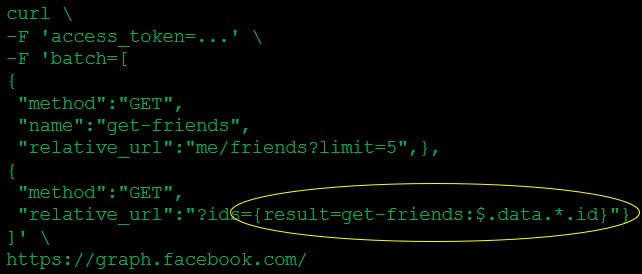 curl \
-F 'access_token=...' \
-F 'batch=[
{
"method":"GET",
"name":"get-friends",
"relative_url":"me/friends?limit=5",},
{
"method":"GET",
"relative_url":"?ids={result=get-friends:$.data.*.id}"}
]' \
https://graph.facebook.com/